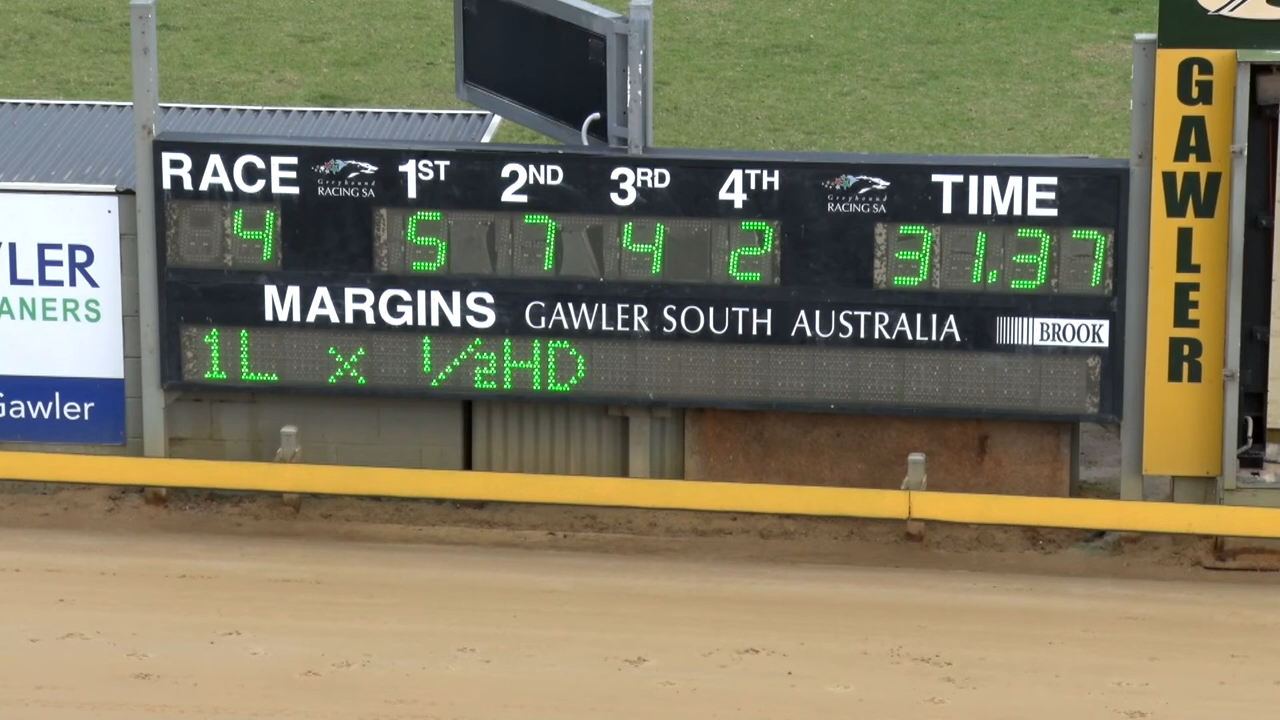 RACE 1ST 2ND 3RD 4TH TIME
Greyhound RACING SA
Greyhound RACING SA
4 5 7 4 2 31.37
MARGINS GAWLER SOUTH AUSTRALIA BROOK
1L x 1/2HD
GAWLER
LER
ANERS
Gawler